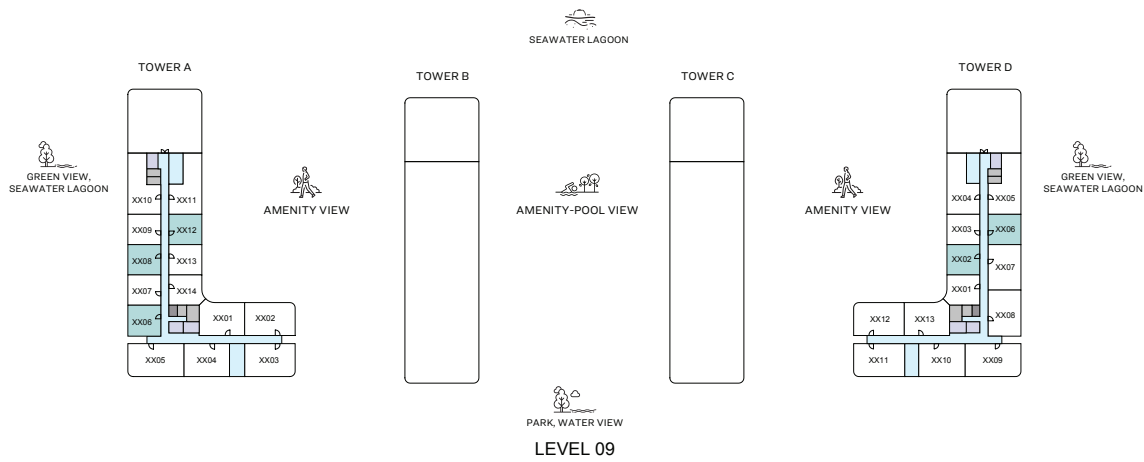 SEAWATER LAGOON
TOWER A
TOWER B
TOWER C
TOWER D
GREEN VIEW,
SEAWATER LAGOON
AMENITY VIEW
AMENITY-POOL VIEW
AMENITY VIEW
GREEN VIEW,
SEAWATER LAGOON
XX10
XX11
XX09
XX12
XX08
XX13
XX07
XX14
XX06
XX01
XX02
XX05
XX04
XX03
XX04
XX05
XX03
XX06
XX02
XX07
XX01
XX08
XX12
XX13
XX11
XX10
XX09
PARK, WATER VIEW
LEVEL 09